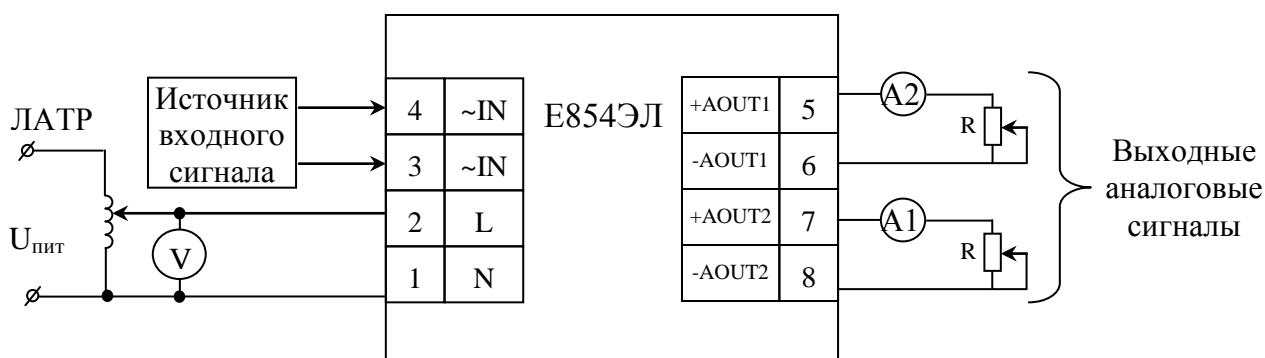 ЛАТР
Uпит
V
Источник
входного
сигнала
4 ~IN
3 ~IN
2 L
1 N
Е854ЭЛ
+AOUT1 5
-AOUT1 6
+AOUT2 7
-AOUT2 8
A2
R
A1
R
Выходные
аналоговые
сигналы